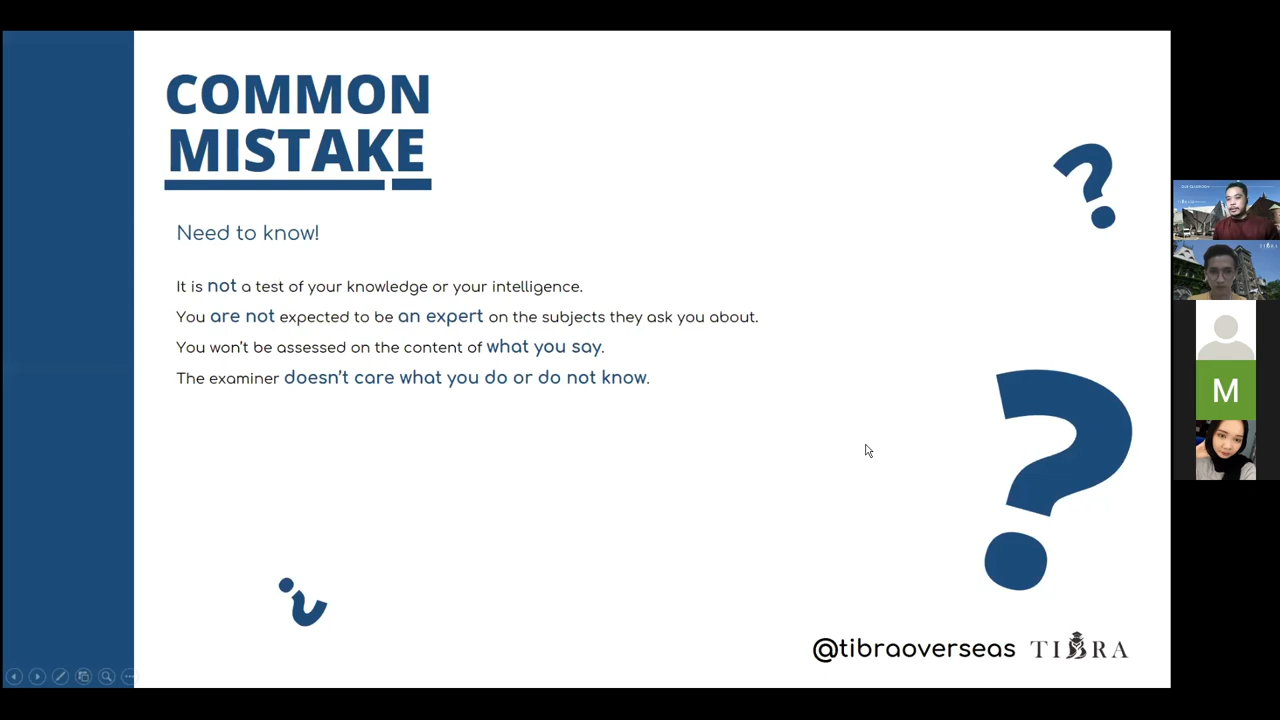 COMMON
MISTAKE
Need to know!
It is not a test of your knowledge or your intelligence.
You are not expected to be an expert on the subjects they ask you about.
You won't be assessed on the content of what you say.
The examiner doesn't care what you do or do not know.
@tibraoverseas TIBRA
M